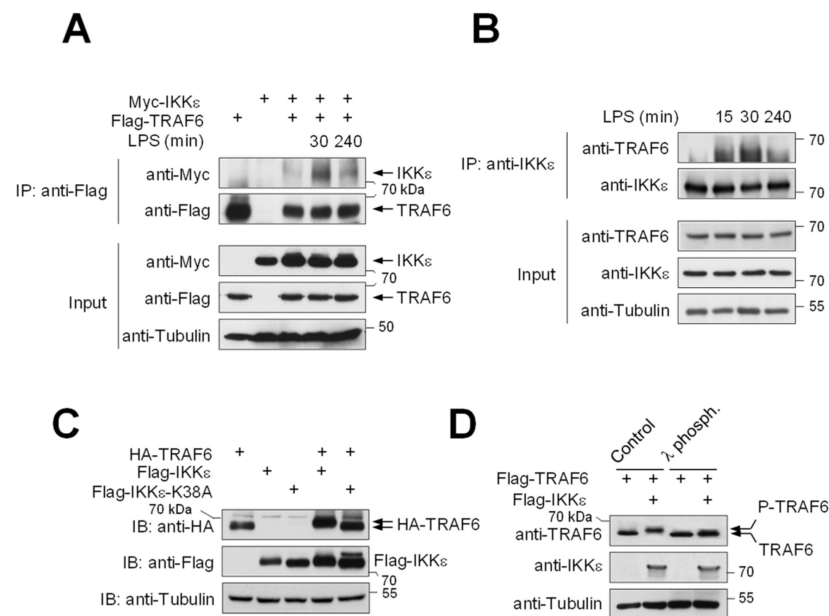 A
Myc-IKKε + + + +
Flag-TRAF6 + + + +
LPS (min) 30 240
IP: anti-Flag
anti-Myc IKKε
70 kDa
anti-Flag TRAF6
Input
anti-Myc IKKε
70
anti-Flag TRAF6
anti-Tubulin 50
B
LPS (min) 15 30 240
IP: anti-IKKε
anti-TRAF6 70
anti-IKKε 70
Input
anti-TRAF6 70
anti-IKKε 70
anti-Tubulin 55
C
HA-TRAF6 + + +
Flag-IKKε + +
Flag-IKKε-K38A + +
70 kDa
IB: anti-HA HA-TRAF6
IB: anti-Flag Flag-IKKε
70
IB: anti-Tubulin 55
D
Control λ phosph.
Flag-TRAF6 + + + +
Flag-IKKε + +
70 kDa
P-TRAF6
anti-TRAF6
TRAF6
anti-IKKε 70
anti-Tubulin 55